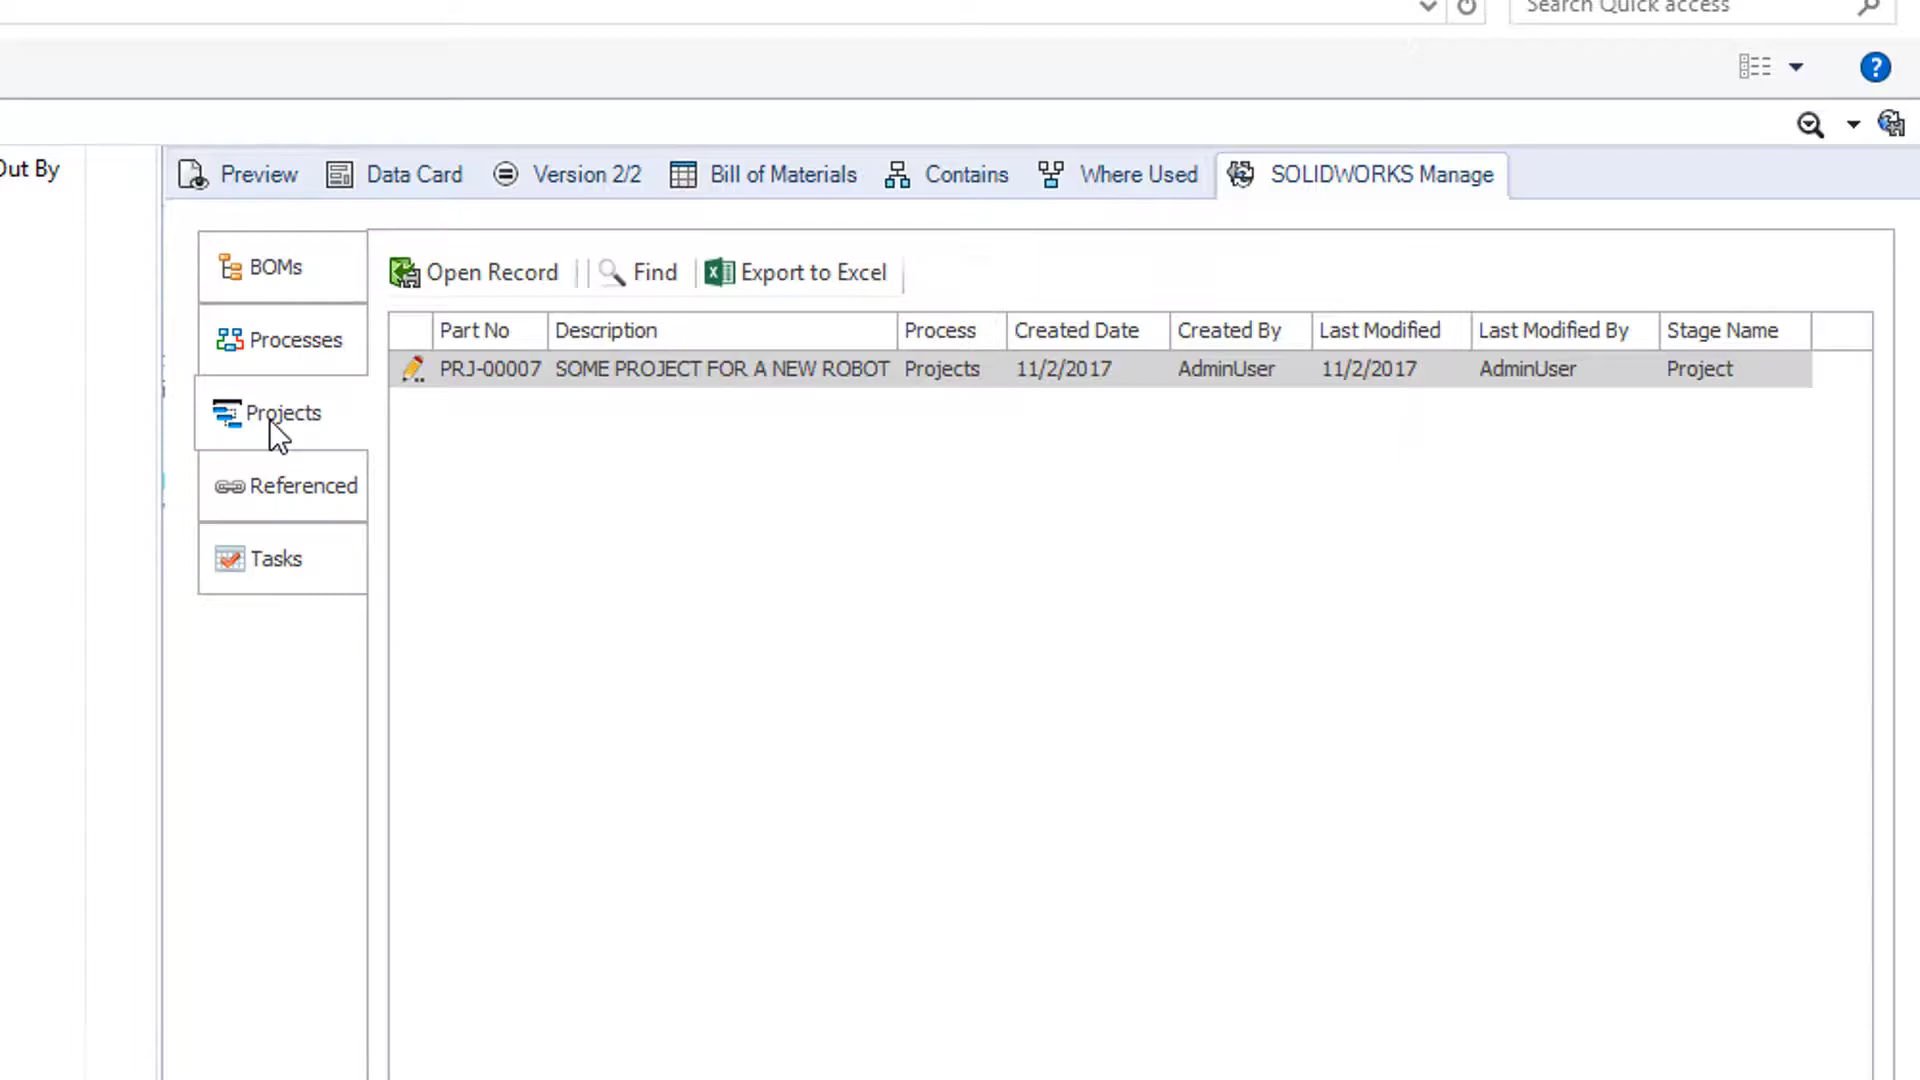 Search Quick access
?
Out By
Preview Data Card Version 2/2 Bill of Materials Contains Where Used SOLIDWORKS Manage
BOMs
Processes
Projects
Referenced
Tasks
Open Record Find Export to Excel
Part No Description Process Created Date Created By Last Modified Last Modified By Stage Name
PRJ-00007 SOME PROJECT FOR A NEW ROBOT Projects 11/2/2017 AdminUser 11/2/2017 AdminUser Project